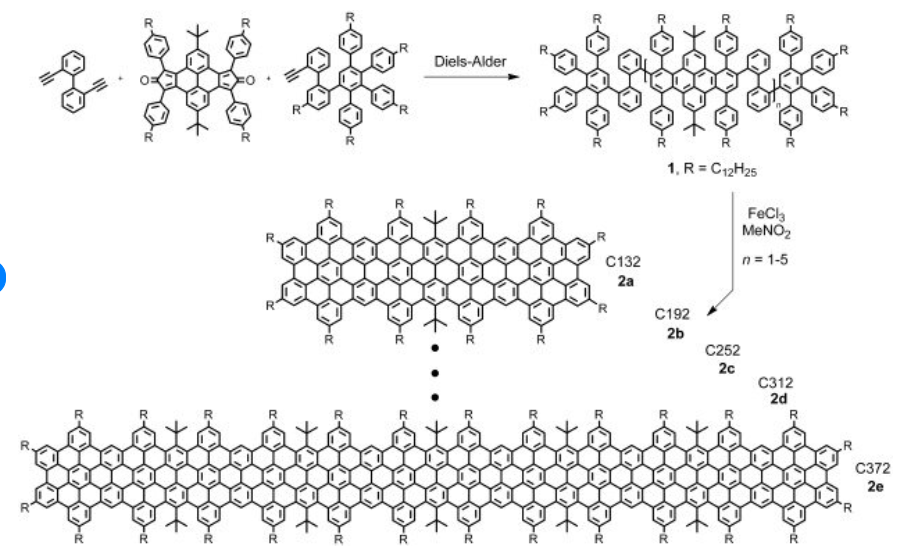 R R R R R R R
R R R
+ O O + Diels-Alder
R R R R
R R R n
R R R R
1, R = C12H25
FeCl3
MeNO2
n = 1-5
R R R R
R R
C132
2a
R R
R R R R
C192
2b
C252
2c
C312
2d
R R R R R R R R R R R R
R R
C372
2e
R R
R R R R R R R R R R R R